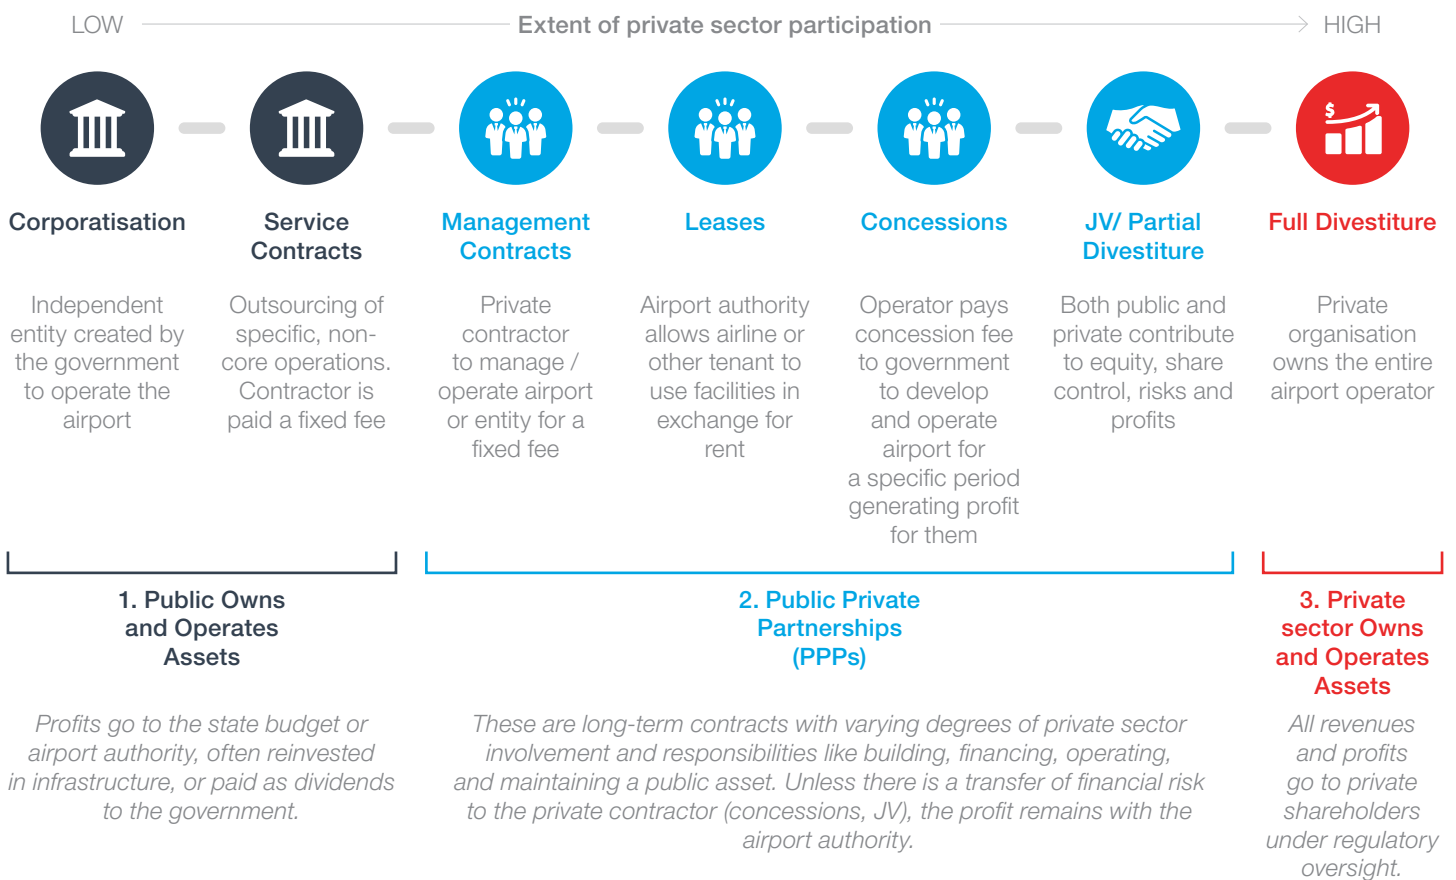 LOW
Extent of private sector participation
HIGH
$
Corporatisation
Independent
entity created by
the government
to operate the
airport
Service
Contracts
Outsourcing of
specific, non-
core operations.
Contractor is
paid a fixed fee
Management
Contracts
Private
contractor
to manage /
operate airport
or entity for a
fixed fee
Leases
Airport authority
allows airline or
other tenant to
use facilities in
exchange for
rent
Concessions
Operator pays
concession fee
to government
to develop
and operate
airport for
a specific period
generating profit
for them
JV/ Partial
Divestiture
Both public and
private contribute
to equity, share
control, risks and
profits
Full Divestiture
Private
organisation
owns the entire
airport operator
1. Public Owns
and Operates
Assets
Profits go to the state budget or
airport authority, often reinvested
in infrastructure, or paid as dividends
to the government.
2. Public Private
Partnerships
(PPPs)
These are long-term contracts with varying degrees of private sector
involvement and responsibilities like building, financing, operating,
and maintaining a public asset. Unless there is a transfer of financial risk
to the private contractor (concessions, JV), the profit remains with the
airport authority.
3. Private
sector Owns
and Operates
Assets
All revenues
and profits
go to private
shareholders
under regulatory
oversight.